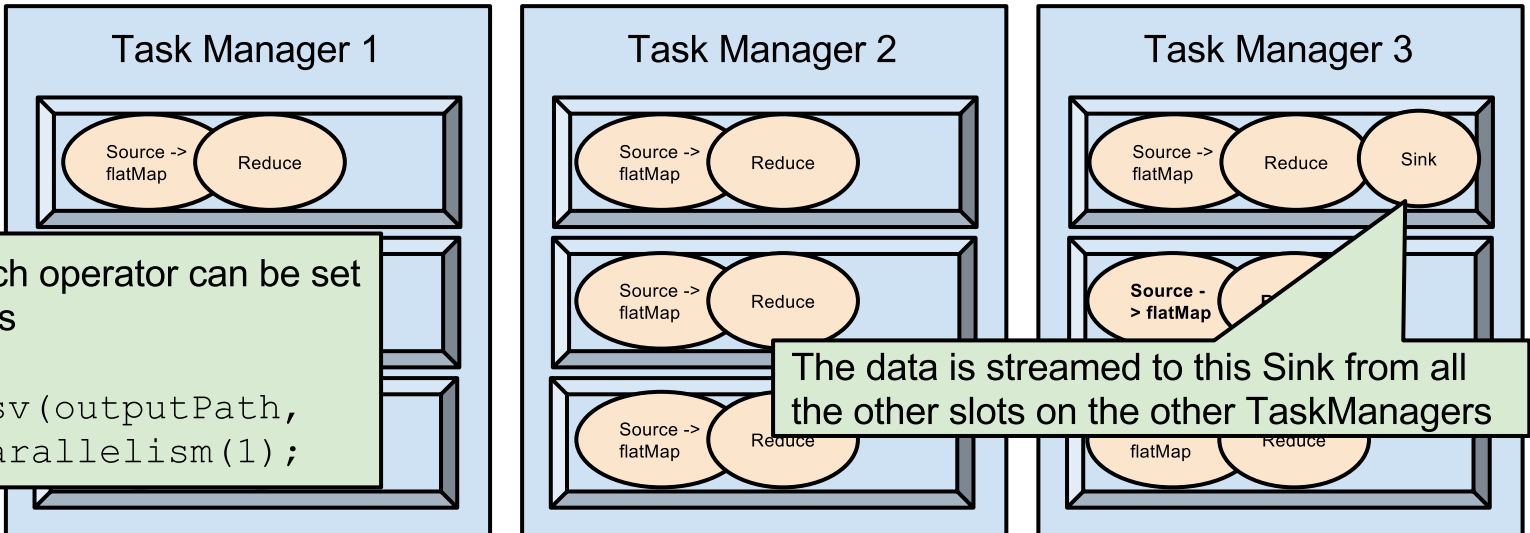 Task Manager 1
Source ->
flatMap
Reduce
ch operator can be set
s
sv(outputPath,
arallelism(1);
Task Manager 2
Source ->
flatMap
Reduce
Source ->
flatMap
Reduce
Source ->
flatMap
Reduce
Task Manager 3
Source ->
flatMap
Reduce
Sink
Source -
> flatMap
The data is streamed to this Sink from all
the other slots on the other TaskManagers
flatMap
Reduce